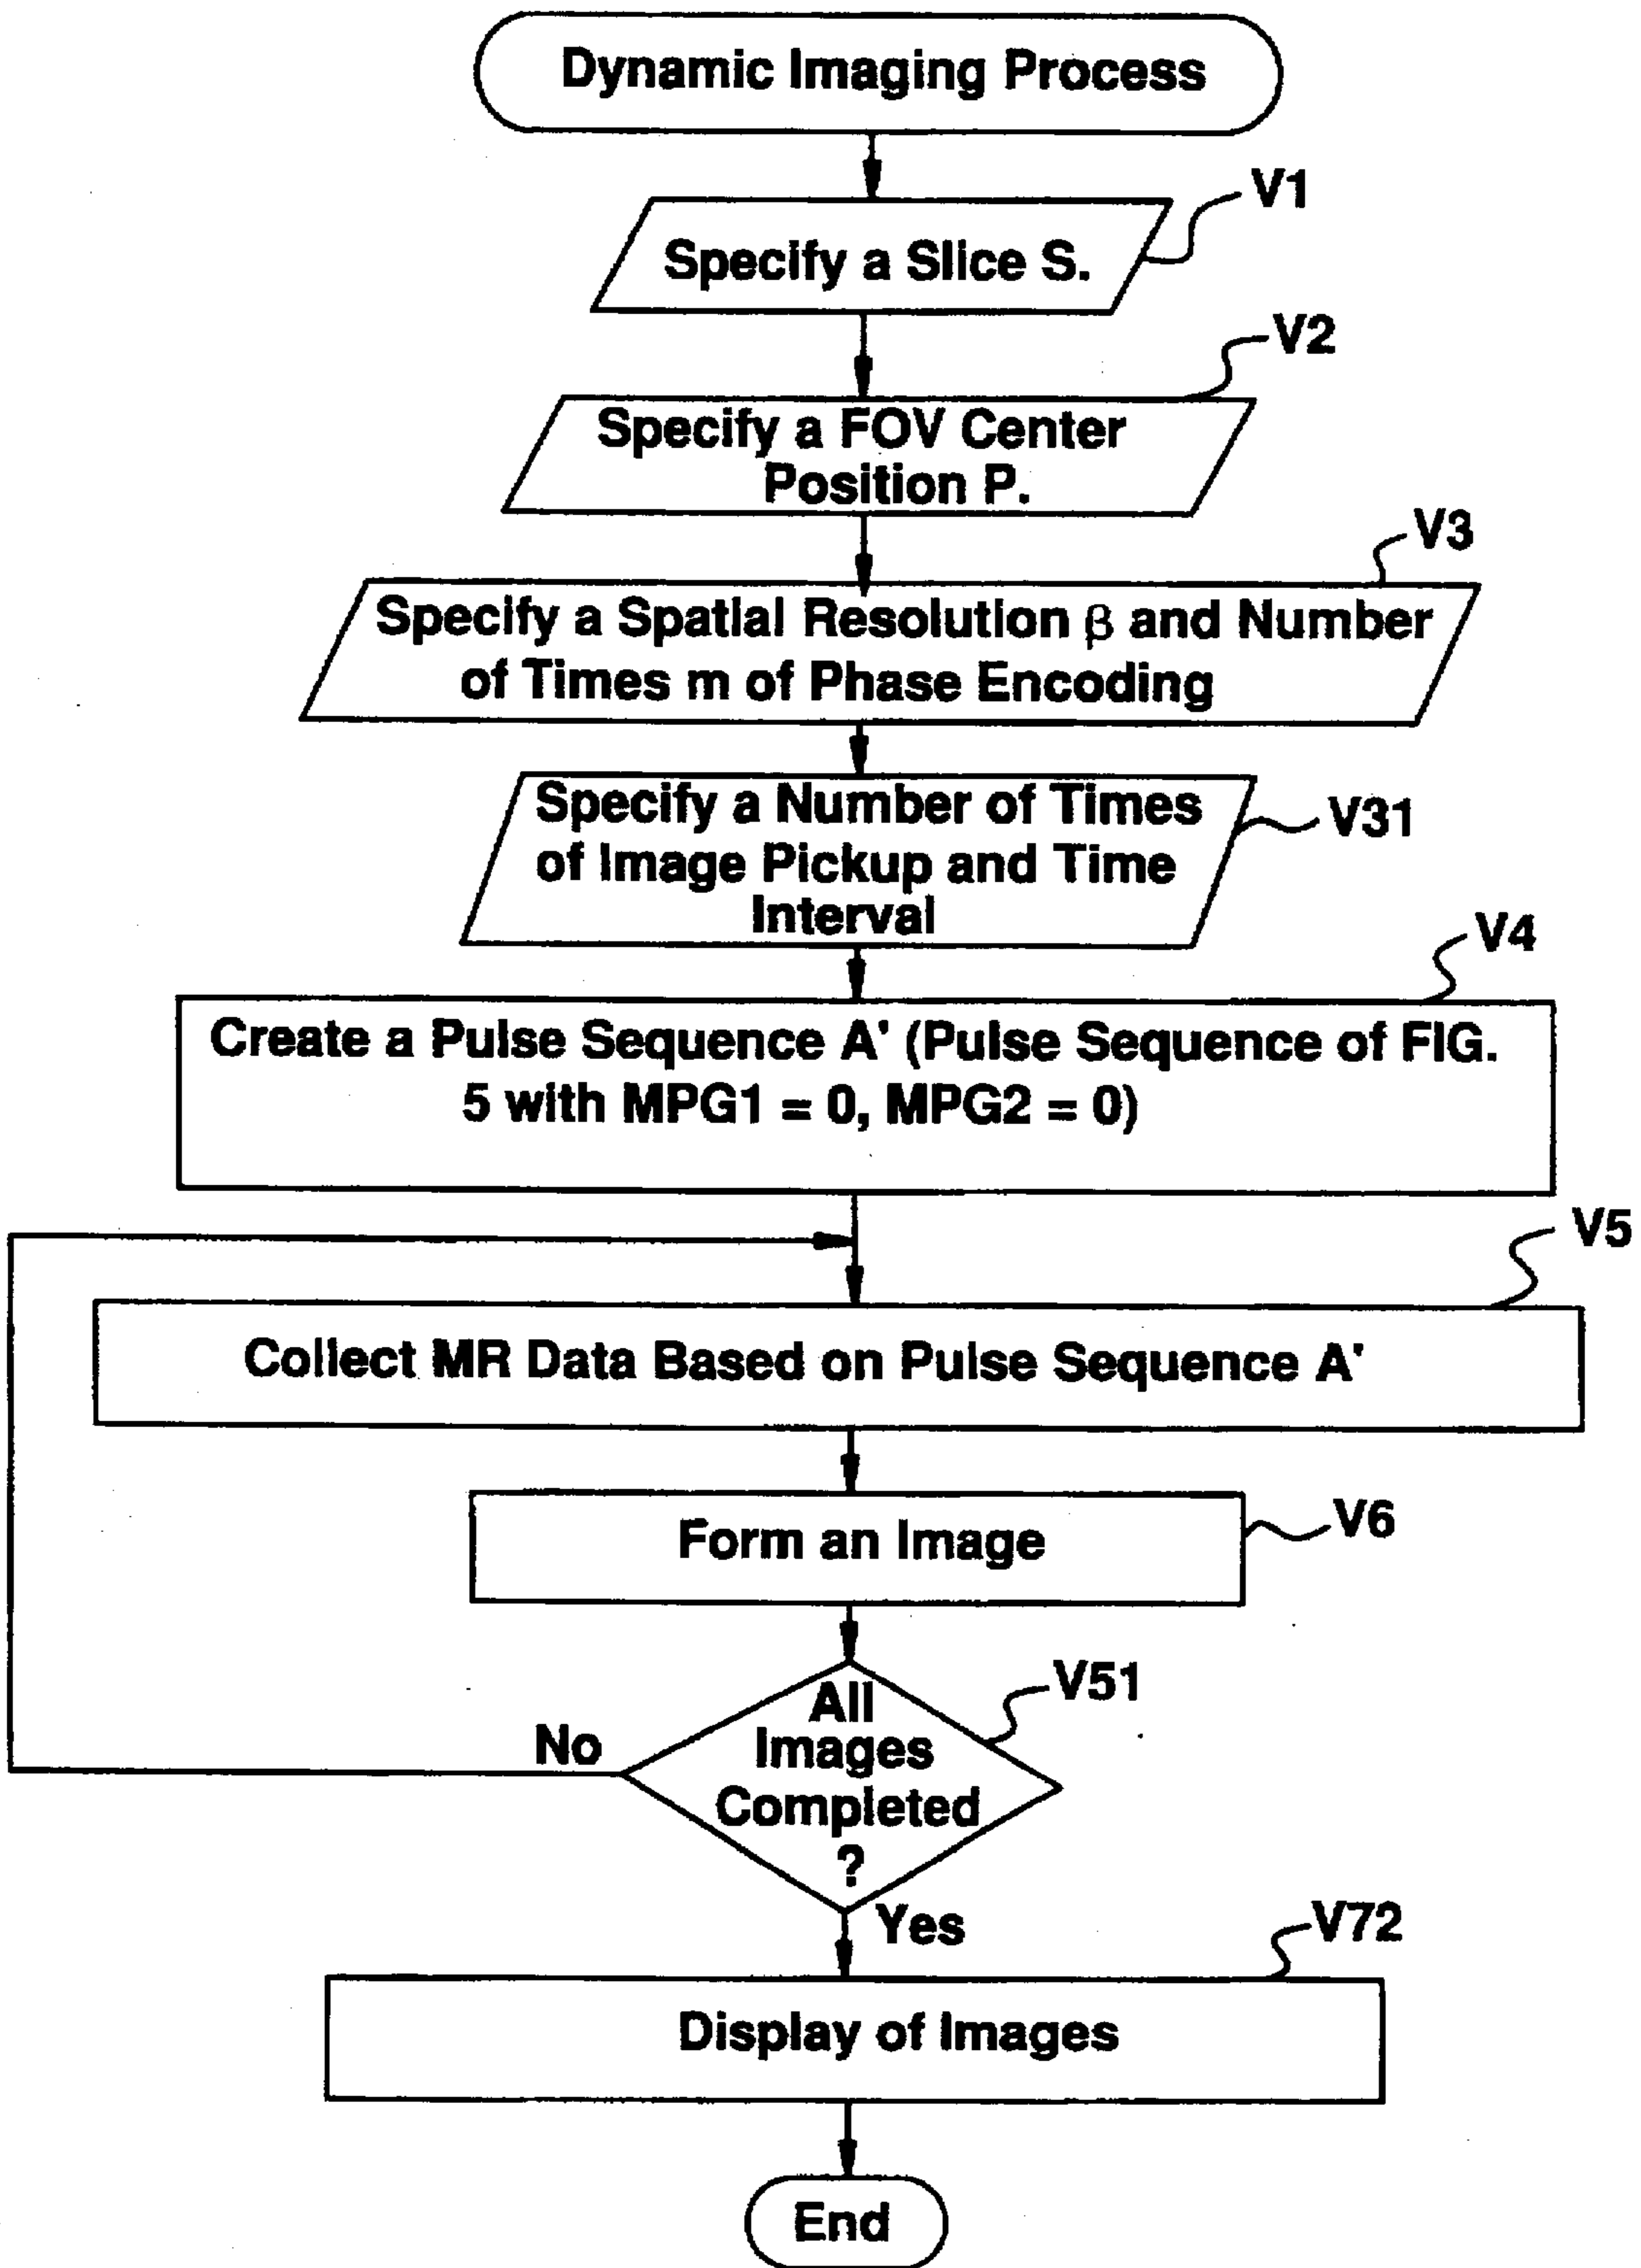 Dynamic Imaging Process
V1
Specify a Slice S.
V2
Specify a FOV Center
Position P.
V3
Specify a Spatial Resolution β and Number
of Times m of Phase Encoding
Specify a Number of Times
of Image Pickup and Time
Interval
V31
V4
Create a Pulse Sequence A' (Pulse Sequence of FIG.
5 with MPG1 = 0, MPG2 = 0)
V5
Collect MR Data Based on Pulse Sequence A'
Form an Image
V6
V51
All
Images
Completed
?
No
Yes
V72
Display of Images
End